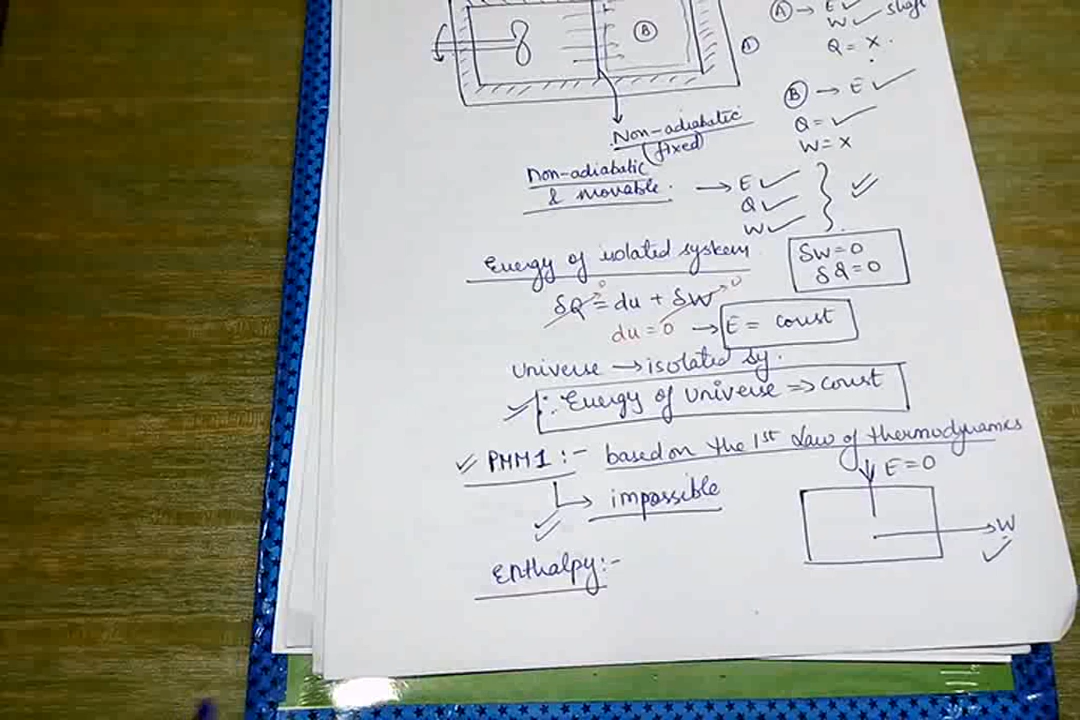 (A) → E ✓
W ✓ shaft
Q = x.
(B)
(1)
(B) → E ✓
Q = ✓
W = x
Non-adiabatic
(fixed)
Non-adiabatic
& movable. → E ✓
Q ✓
W ✓
Energy of isolated system
δW = 0
δQ = 0
δQ = du + δW
du = 0 → E = const
Universe → isolated sy.
∴ Energy of Universe => const
PMM1 :- based on the 1st Law of thermodynamics
E = 0
impossible
W
Enthalpy:-